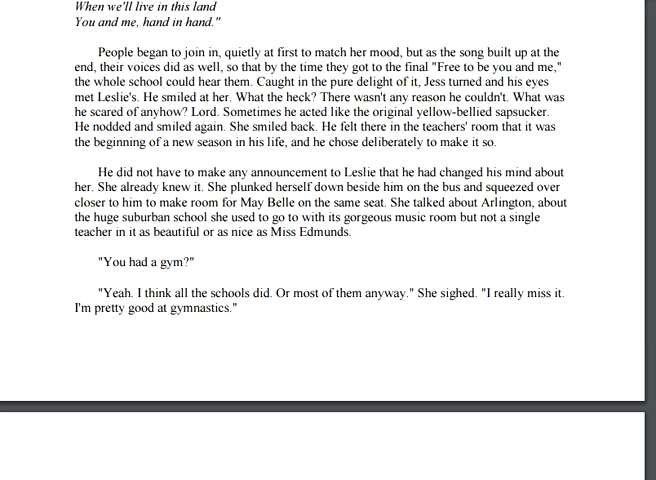 When we'll live in this land
You and me, hand in hand."
People began to join in, quietly at first to match her mood, but as the song built up at the
end, their voices did as well, so that by the time they got to the final "Free to be you and me,"
the whole school could hear them. Caught in the pure delight of it, Jess turned and his eyes
met Leslie's. He smiled at her. What the heck? There wasn't any reason he couldn't. What was
he scared of anyhow? Lord. Sometimes he acted like the original yellow-bellied sapsucker.
He nodded and smiled again. She smiled back. He felt there in the teachers' room that it was
the beginning of a new season in his life, and he chose deliberately to make it so.
He did not have to make any announcement to Leslie that he had changed his mind about
her. She already knew it. She plunked herself down beside him on the bus and squeezed over
closer to him to make room for May Belle on the same seat. She talked about Arlington, about
the huge suburban school she used to go to with its gorgeous music room but not a single
teacher in it as beautiful or as nice as Miss Edmunds.
"You had a gym?"
"Yeah. I think all the schools did. Or most of them anyway." She sighed. "I really miss it.
I'm pretty good at gymnastics."